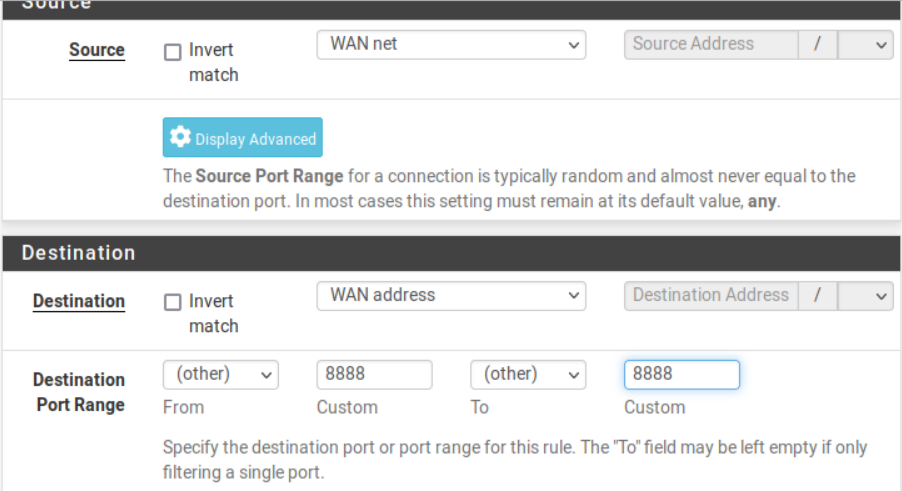 Source
Source
Invert
match
WAN net
Source Address
/
Display Advanced
The Source Port Range for a connection is typically random and almost never equal to the
destination port. In most cases this setting must remain at its default value, any.
Destination
Destination
Invert
match
WAN address
Destination Address
/
Destination
Port Range
(other)
8888
(other)
8888
From
Custom
To
Custom
Specify the destination port or port range for this rule. The "To" field may be left empty if only
filtering a single port.